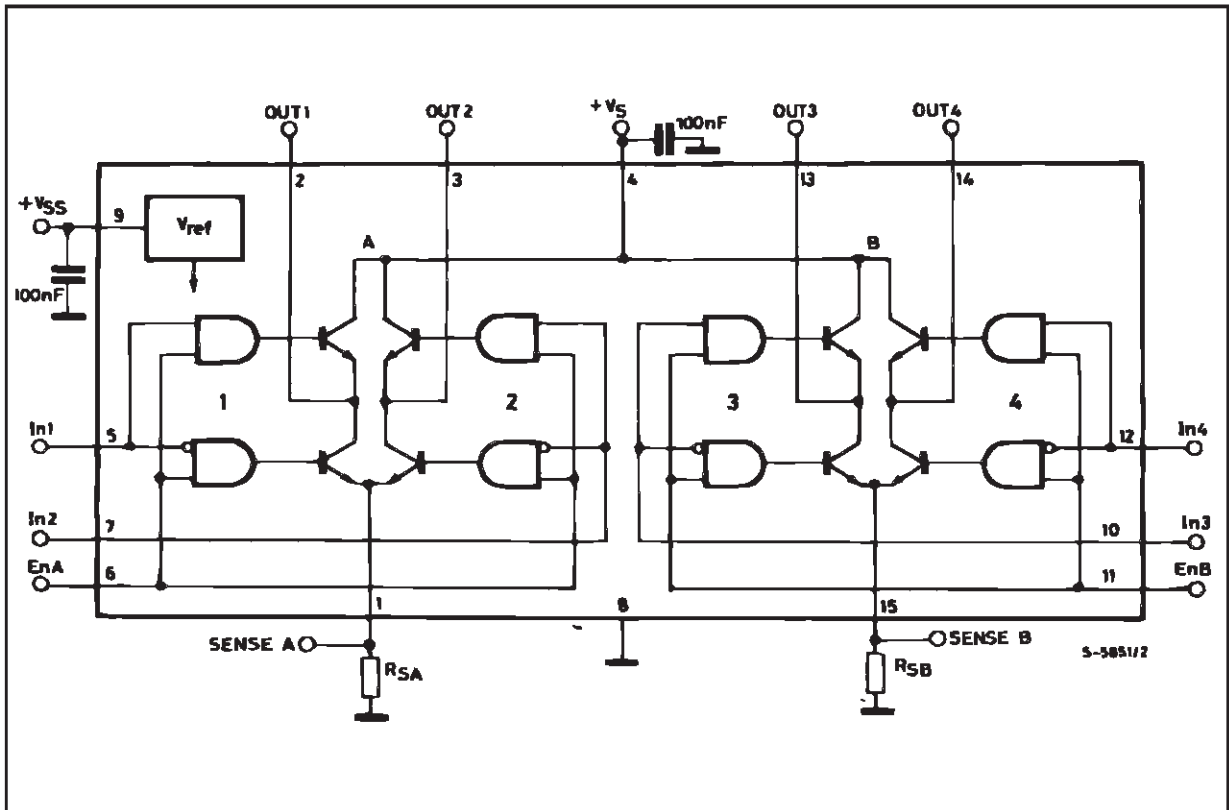 OUT1
OUT2
+VS
100nF
OUT3
OUT4
2
3
4
13
14
+VSS
9
Vref
A
B
100nF
1
2
3
4
In1
5
12
In4
In2
7
10
In3
EnA
6
11
EnB
1
8
15
SENSE A
SENSE B
RSA
RSB
S-5851/2